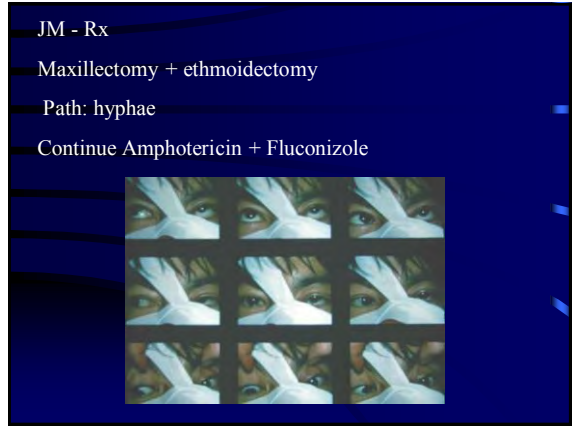 JM - Rx
Maxillectomy + ethmoidectomy
Path: hyphae
Continue Amphotericin + Fluconizole